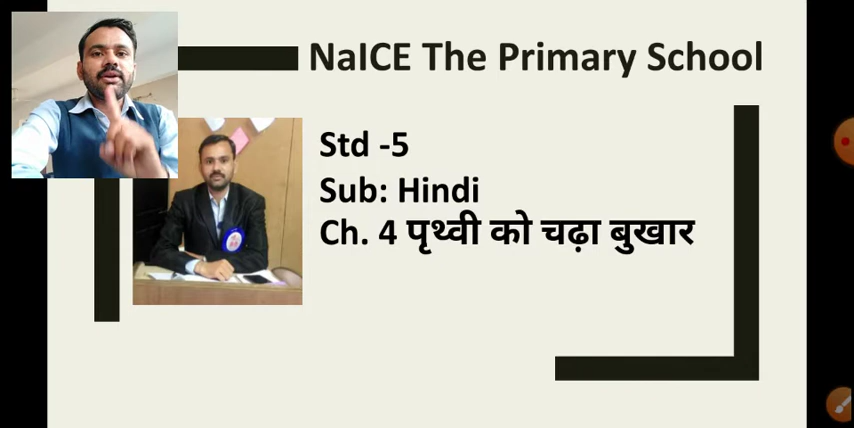 NaICE The Primary School
Std -5
Sub: Hindi
Ch. 4 पृथ्वी को चढ़ा बुखार